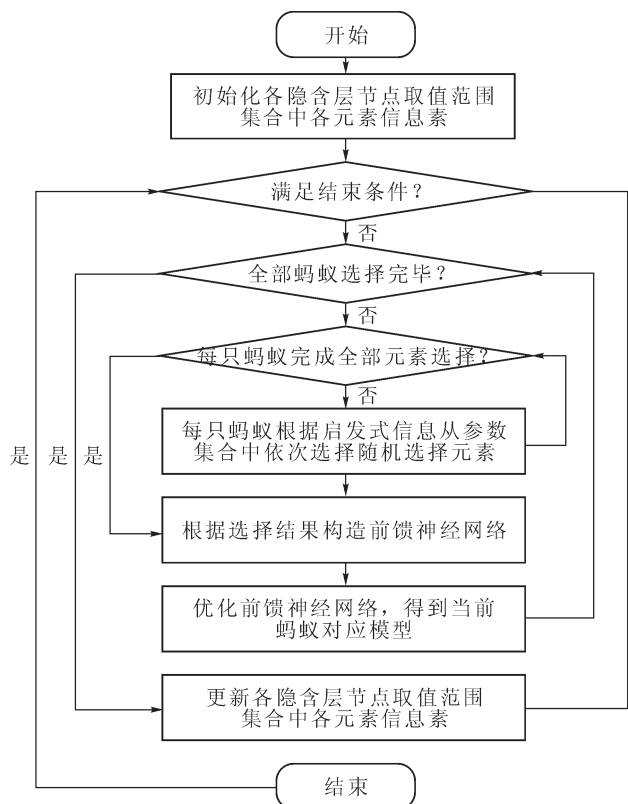 开始
初始化各隐含层节点取值范围
集合中各元素信息素
满足结束条件？
否
全部蚂蚁选择完毕？
否
每只蚂蚁完成全部元素选择？
否
每只蚂蚁根据启发式信息从参数
集合中依次选择随机选择元素
是 是 是
根据选择结果构造前馈神经网络
优化前馈神经网络，得到当前
蚂蚁对应模型
更新各隐含层节点取值范围
集合中各元素信息素
结束